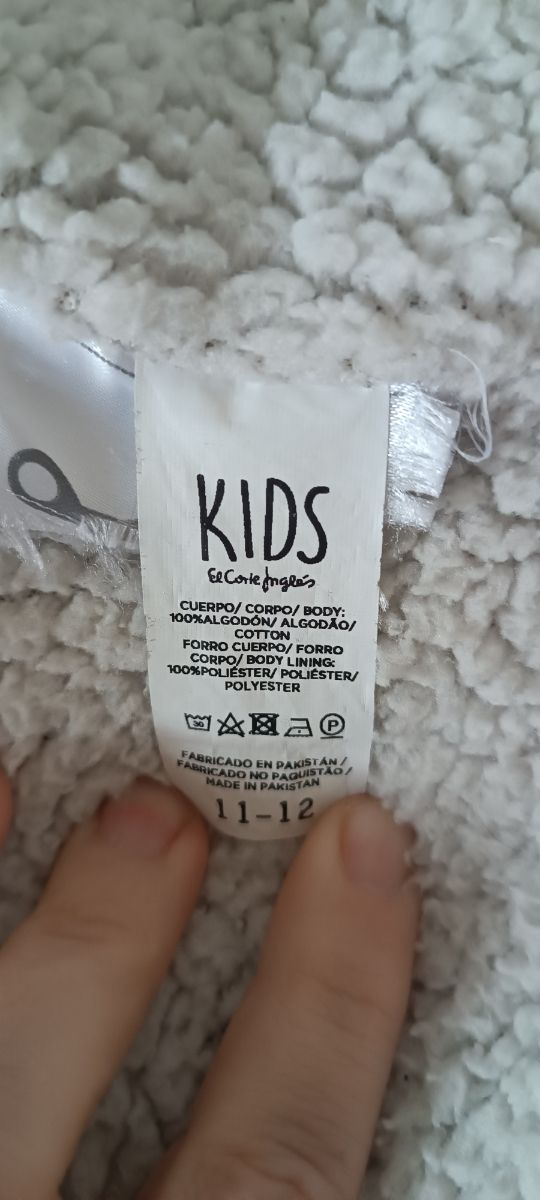 KIDS
El Corte Inglés
CUERPO/ CORPO/ BODY:
100%ALGODÓN/ ALGODÃO/
COTTON
FORRO CUERPO/ FORRO
CORPO/ BODY LINING:
100%POLIÉSTER/ POLIÉSTER/
POLYESTER
30 P
FABRICADO EN PAKISTÁN /
FABRICADO NO PAQUISTÃO /
MADE IN PAKISTAN
11-12